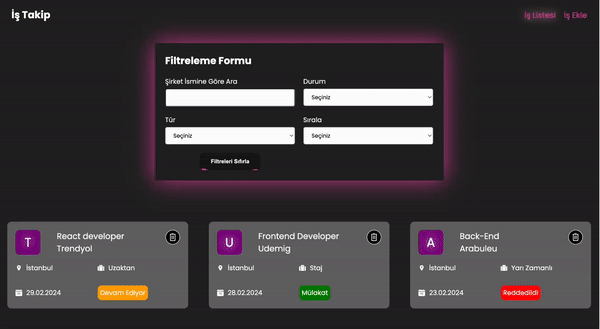 İş Takip
İş Listesi
İş Ekle
Filtreleme Formu
Şirket İsmine Göre Ara
Durum
Seçiniz
Tür
Sırala
Seçiniz
Seçiniz
Filtreleri Sıfırla
T
React developer
Trendyol
İstanbul
Uzaktan
29.02.2024
Devam Ediyor
U
Frontend Developer
Udemig
İstanbul
Staj
28.02.2024
Mülakat
A
Back-End
Arabuleu
İstanbul
Yarı Zamanlı
23.02.2024
Reddedildi